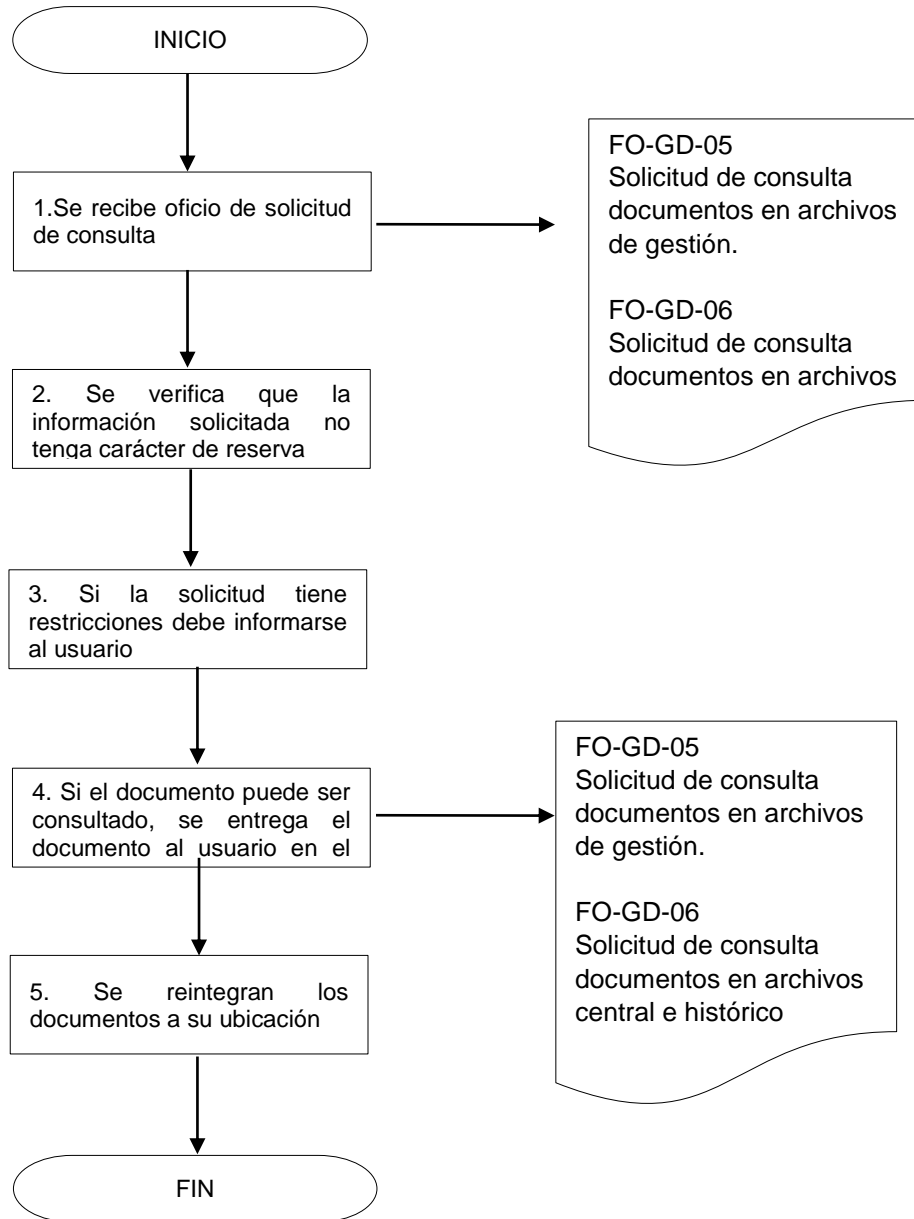 INICIO
1.Se recibe oficio de solicitud
de consulta
FO-GD-05
Solicitud de consulta
documentos en archivos
de gestión.
FO-GD-06
Solicitud de consulta
documentos en archivos
2. Se verifica que la
información solicitada no
tenga carácter de reserva
3. Si la solicitud tiene
restricciones debe informarse
al usuario
4. Si el documento puede ser
consultado, se entrega el
documento al usuario en el
FO-GD-05
Solicitud de consulta
documentos en archivos
de gestión.
FO-GD-06
Solicitud de consulta
documentos en archivos
central e histórico
5. Se reintegran los
documentos a su ubicación
FIN